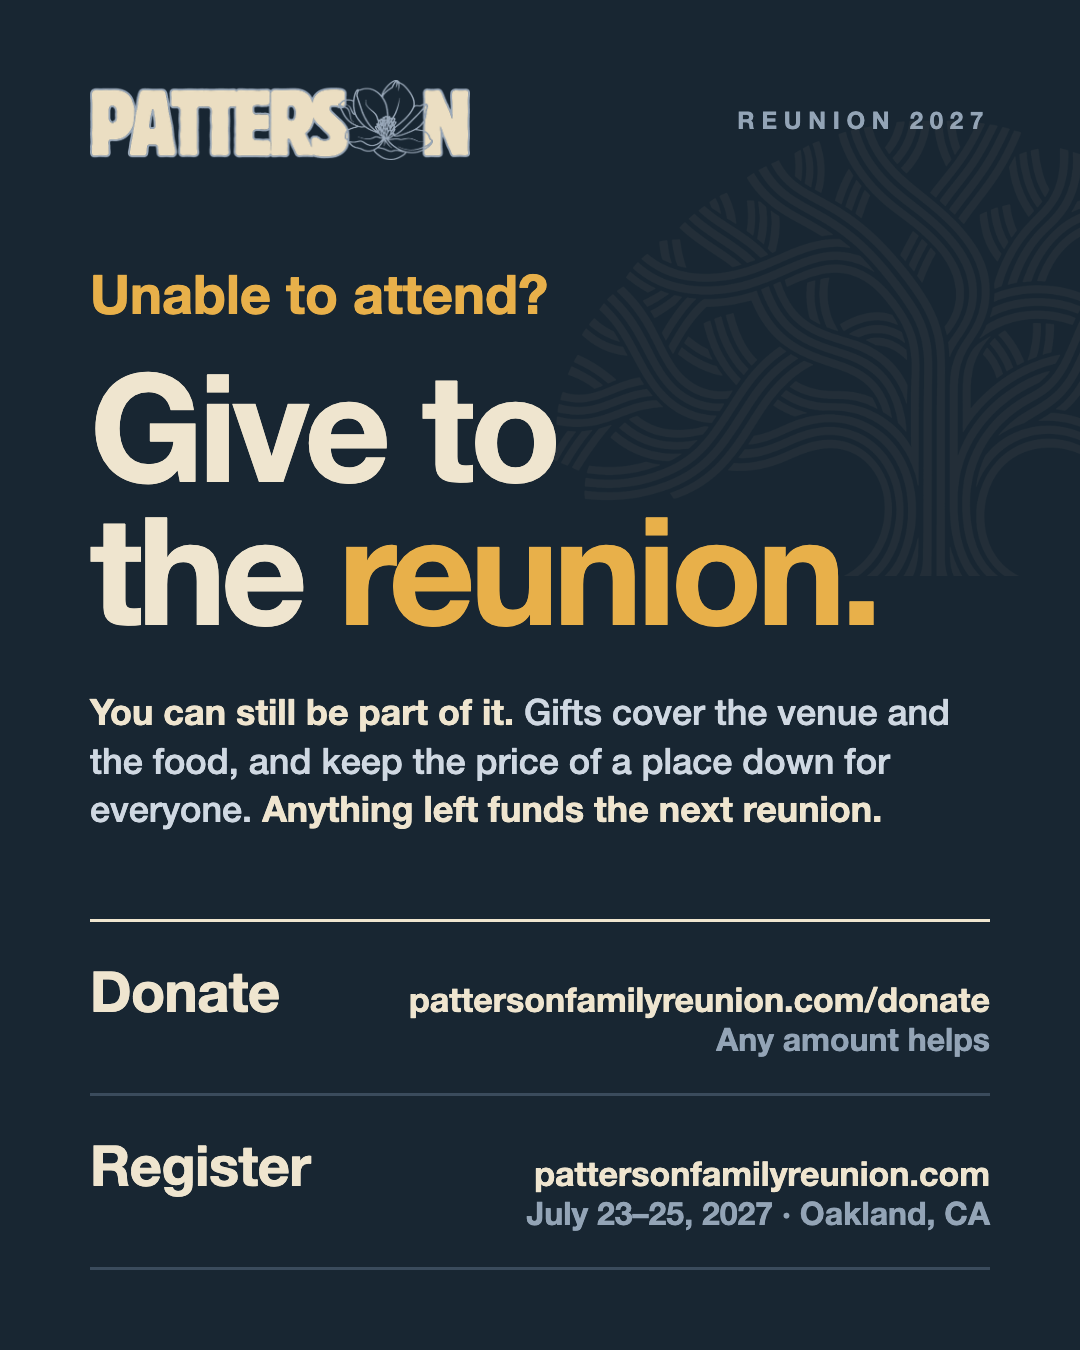 PATTERSON
REUNION 2027
Unable to attend?
Give to
the reunion.
You can still be part of it. Gifts cover the venue and
the food, and keep the price of a place down for
everyone. Anything left funds the next reunion.
Donate
pattersonfamilyreunion.com/donate
Any amount helps
Register
pattersonfamilyreunion.com
July 23–25, 2027 · Oakland, CA